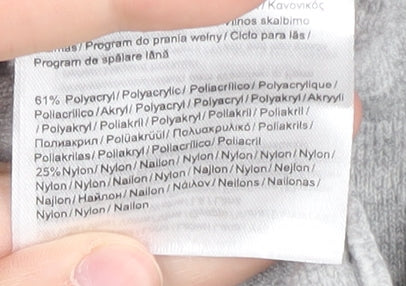 / Κανονικός
skalbimo
/ Program do prania wełny / Ciclo para lãs /
Program de spălare lână
61% Polyacryl / Polyacrylic / Poliacrilico / Polyacrylique /
Poliacrílico / Akryl / Polyacryl / Polyacryl / Polyakryl / Akryyli
/ Polyakryl / Poliakril / Polyakryl / Poliakril / Poliakril /
Полиакрил / Polüakrüül / Πολυακρυλικό / Poliakrils /
Poliakrilas / Poliakryl / Poliacrílico / Poliacril
25% Nylon / Nylon / Nailon / Nylon / Nylon / Nylon / Nylon /
Nylon / Nylon / Nailon / Nylon / Najlon / Nylon / Nejlon /
Najlon / Найлон / Nailon / Νάιλον / Neilons / Nailonas /
Nylon / Nylon / Nailon